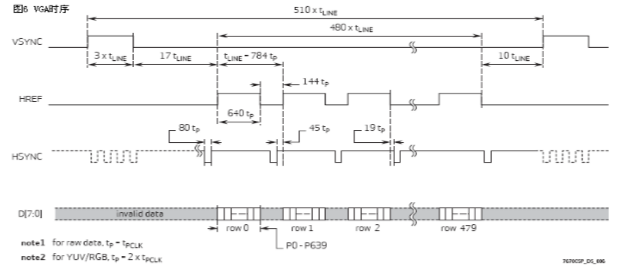 图6 VGA时序
510 x tLINE
480 x tLINE
VSYNC
3 x tLINE
17 tLINE
tLINE = 784 tP
10 tLINE
144 tP
HREF
640 tP
80 tP
45 tP
19 tP
HSYNC
D[7:0]
invalid data
row 0
row 1
row 2
row 479
P0 - P639
note1 for raw data, tP = tPCLK
note2 for YUV/RGB, tP = 2 x tPCLK